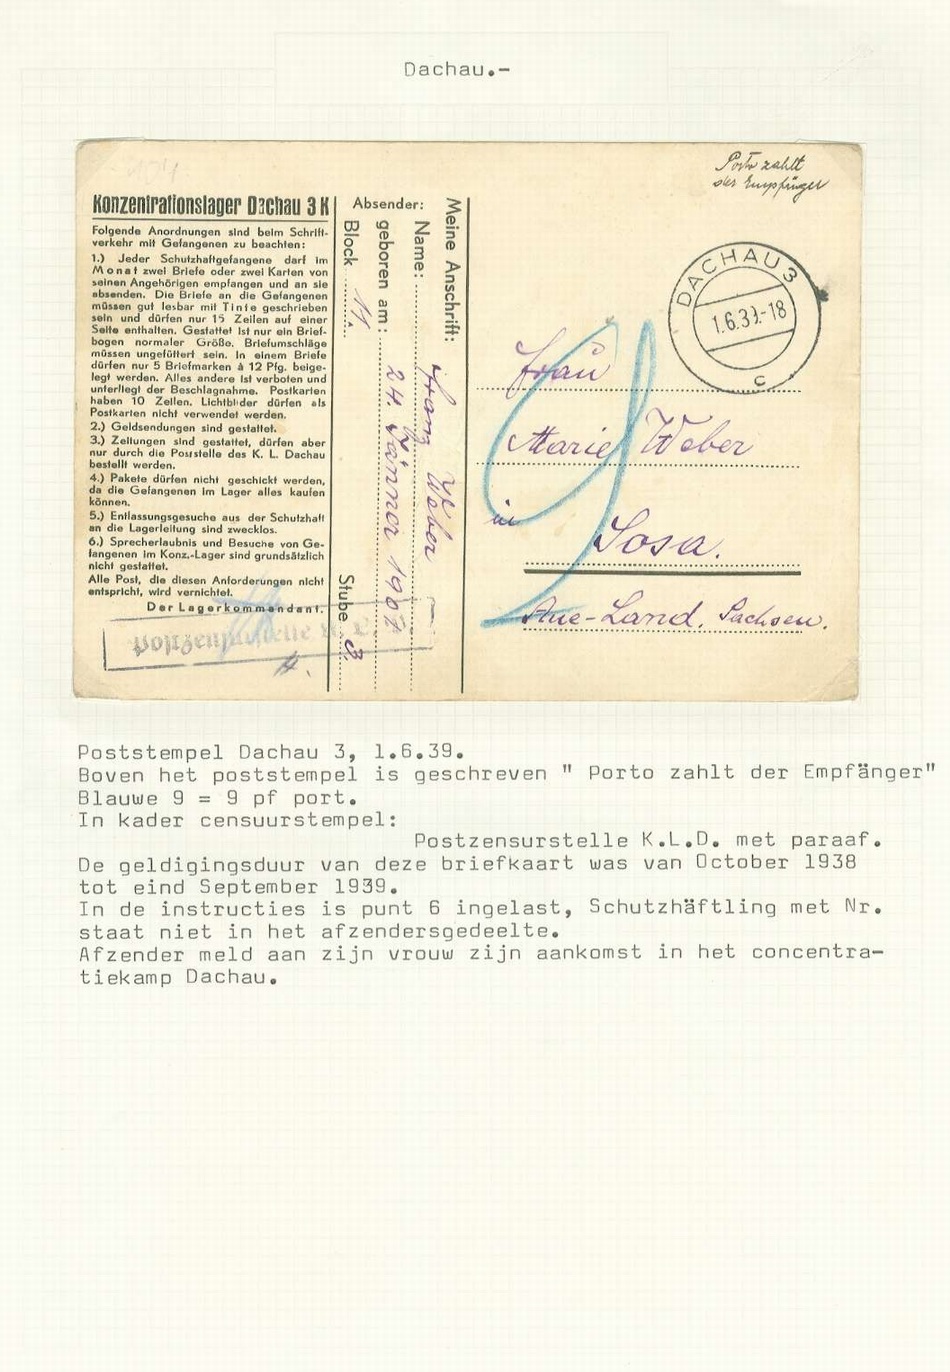 Dachau.-
Porto zahlt
der Empfänger
Konzentrationslager Dachau 3 K
Folgende Anordnungen sind beim Schrift-
verkehr mit Gefangenen zu beachten:
1.) Jeder Schutzhaftgefangene darf im
Monat zwei Briefe oder zwei Karten von
seinen Angehörigen empfangen und an sie
absenden. Die Briefe an die Gefangenen
müssen gut lesbar mit Tinte geschrieben
sein und dürfen nur 15 Zeilen auf einer
Seite enthalten. Gestattet ist nur ein Brief-
bogen normaler Größe. Briefumschläge
müssen ungefüttert sein. In einem Briefe
dürfen nur 5 Briefmarken à 12 Pfg. beige-
legt werden. Alles andere ist verboten und
unterliegt der Beschlagnahme. Postkarten
haben 10 Zeilen. Lichtbilder dürfen als
Postkarten nicht verwendet werden.
2.) Geldsendungen sind gestattet.
3.) Zeitungen sind gestattet, dürfen aber
nur durch die Poststelle des K. L. Dachau
bestellt werden.
4.) Pakete dürfen nicht geschickt werden,
da die Gefangenen im Lager alles kaufen
können.
5.) Entlassungsgesuche aus der Schutzhaft
an die Lagerleitung sind zwecklos.
6.) Sprecherlaubnis und Besuche von Ge-
fangenen im Konz.-Lager sind grundsätzlich
nicht gestattet.
Alle Post, die diesen Anforderungen nicht
entspricht, wird vernichtet.
Der Lagerkommandant.
Postzensurstelle K. L.
Absender:
Meine Anschrift:
Name: Franz Weber
geboren am: 24. Jänner 1907
Block 11. Stube 3.
DACHAU 3
1.6.39.-18
c
9
Frau
Marie Weber
in
Sosa.
Aue-Land. Sachsen.
Poststempel Dachau 3, 1.6.39.
Boven het poststempel is geschreven " Porto zahlt der Empfänger"
Blauwe 9 = 9 pf port.
In kader censuurstempel:
Postzensurstelle K.L.D. met paraaf.
De geldigingsduur van deze briefkaart was van October 1938
tot eind September 1939.
In de instructies is punt 6 ingelast, Schutzhäftling met Nr.
staat niet in het afzendersgedeelte.
Afzender meld aan zijn vrouw zijn aankomst in het concentra-
tiekamp Dachau.